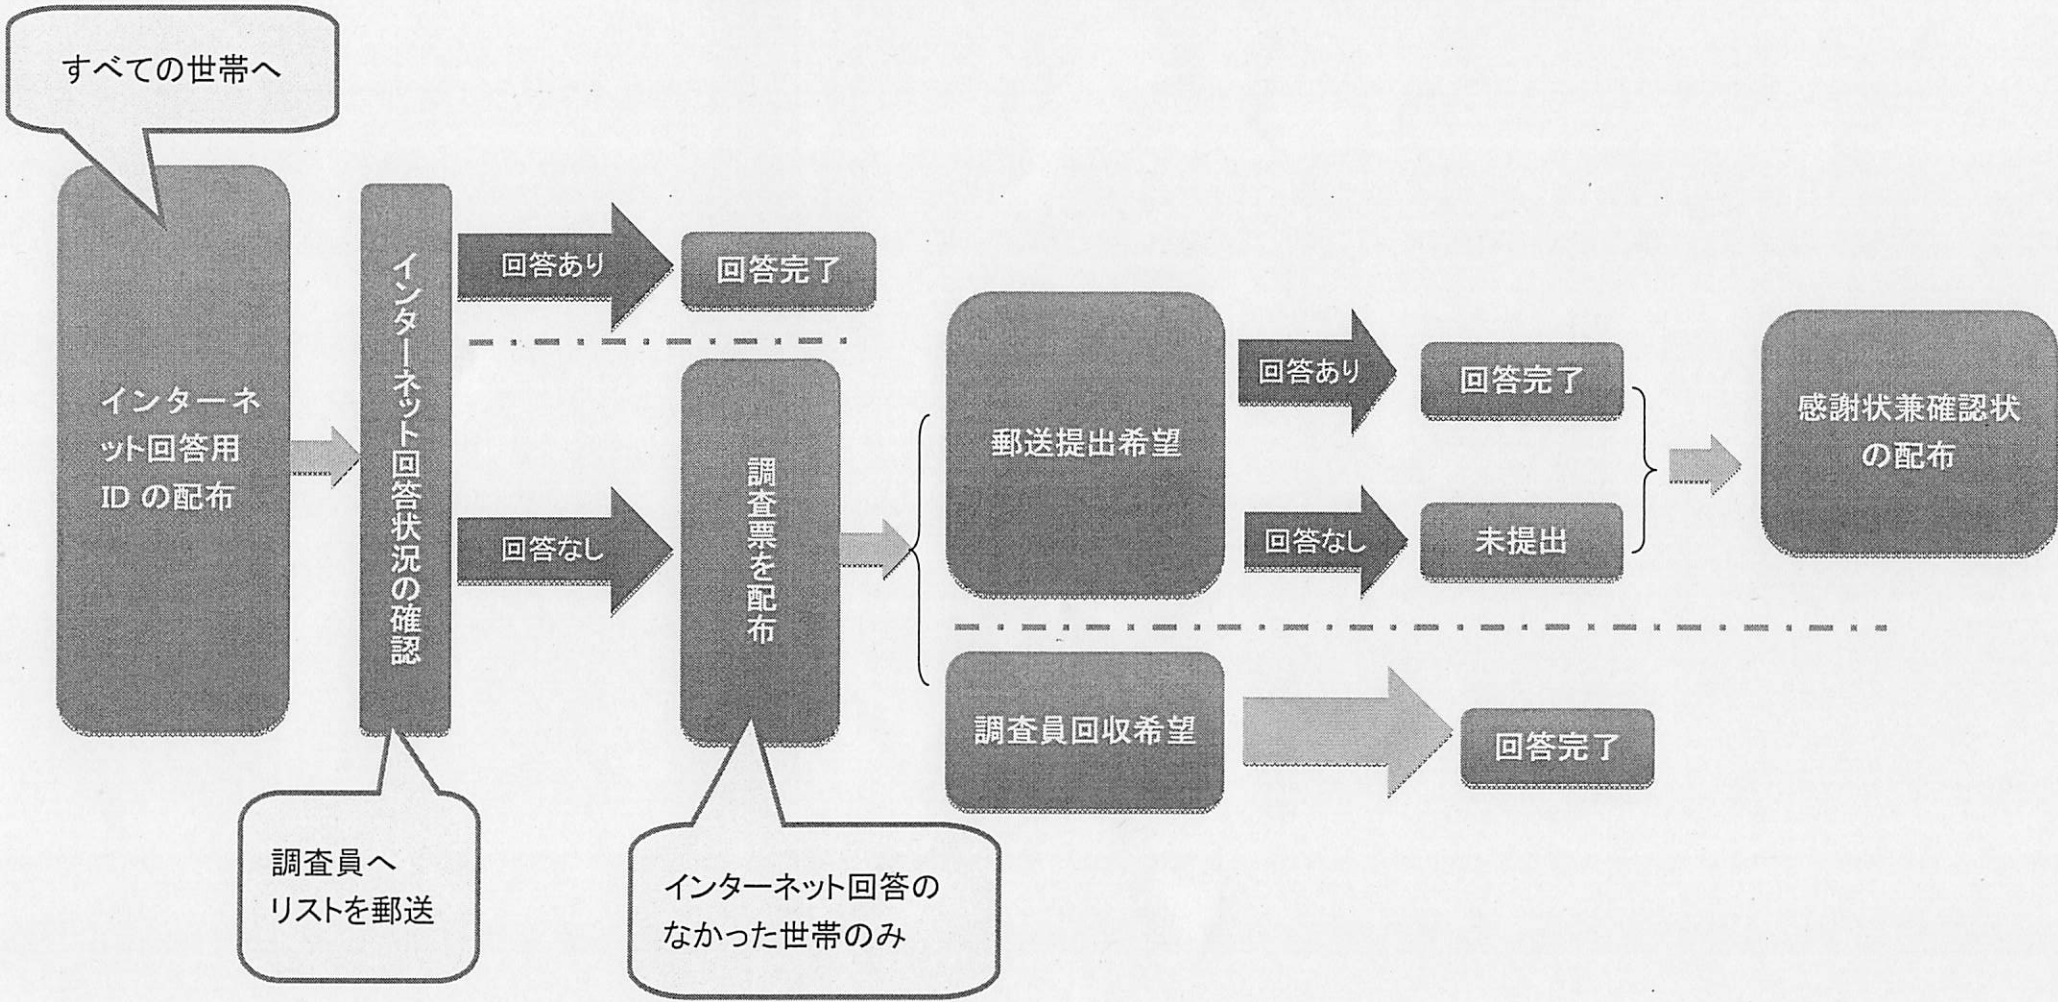 すべての世帯へ
インターネ
ット回答用
ID の配布
インターネット回答状況の確認
調査員へ
リストを郵送
回答あり
回答完了
回答なし
調査票を配布
インターネット回答の
なかった世帯のみ
郵送提出希望
回答あり
回答完了
回答なし
未提出
感謝状兼確認状
の配布
調査員回収希望
回答完了